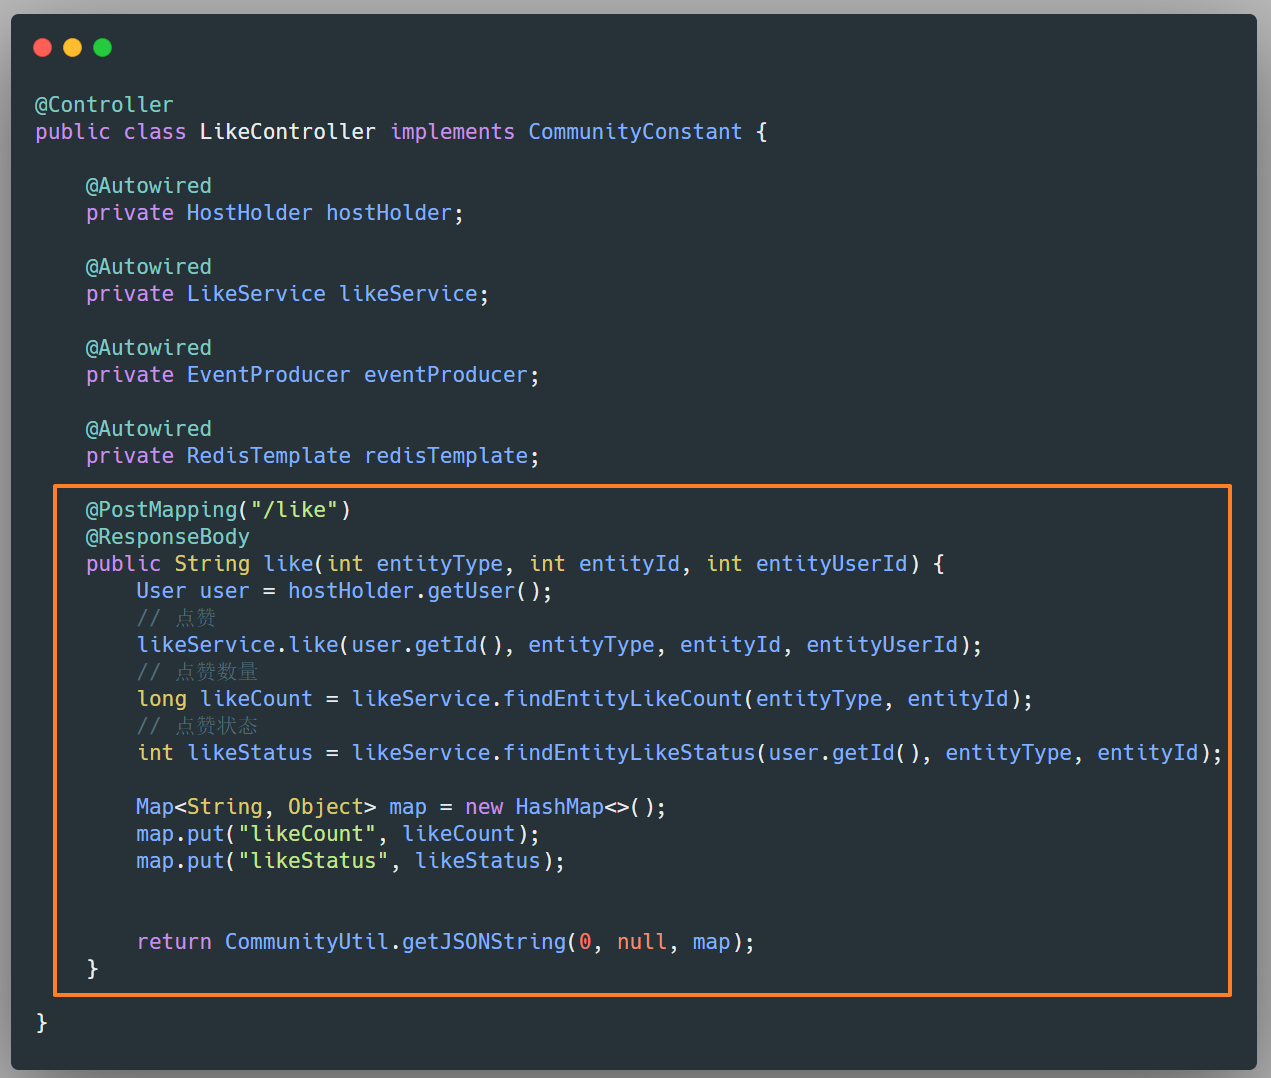 @Controller
public class LikeController implements CommunityConstant {
@Autowired
private HostHolder hostHolder;
@Autowired
private LikeService likeService;
@Autowired
private EventProducer eventProducer;
@Autowired
private RedisTemplate redisTemplate;
@PostMapping("/like")
@ResponseBody
public String like(int entityType, int entityId, int entityUserId) {
User user = hostHolder.getUser();
// 点赞
likeService.like(user.getId(), entityType, entityId, entityUserId);
// 点赞数量
long likeCount = likeService.findEntityLikeCount(entityType, entityId);
// 点赞状态
int likeStatus = likeService.findEntityLikeStatus(user.getId(), entityType, entityId);
Map<String, Object> map = new HashMap<>();
map.put("likeCount", likeCount);
map.put("likeStatus", likeStatus);
return CommunityUtil.getJSONString(0, null, map);
}
}